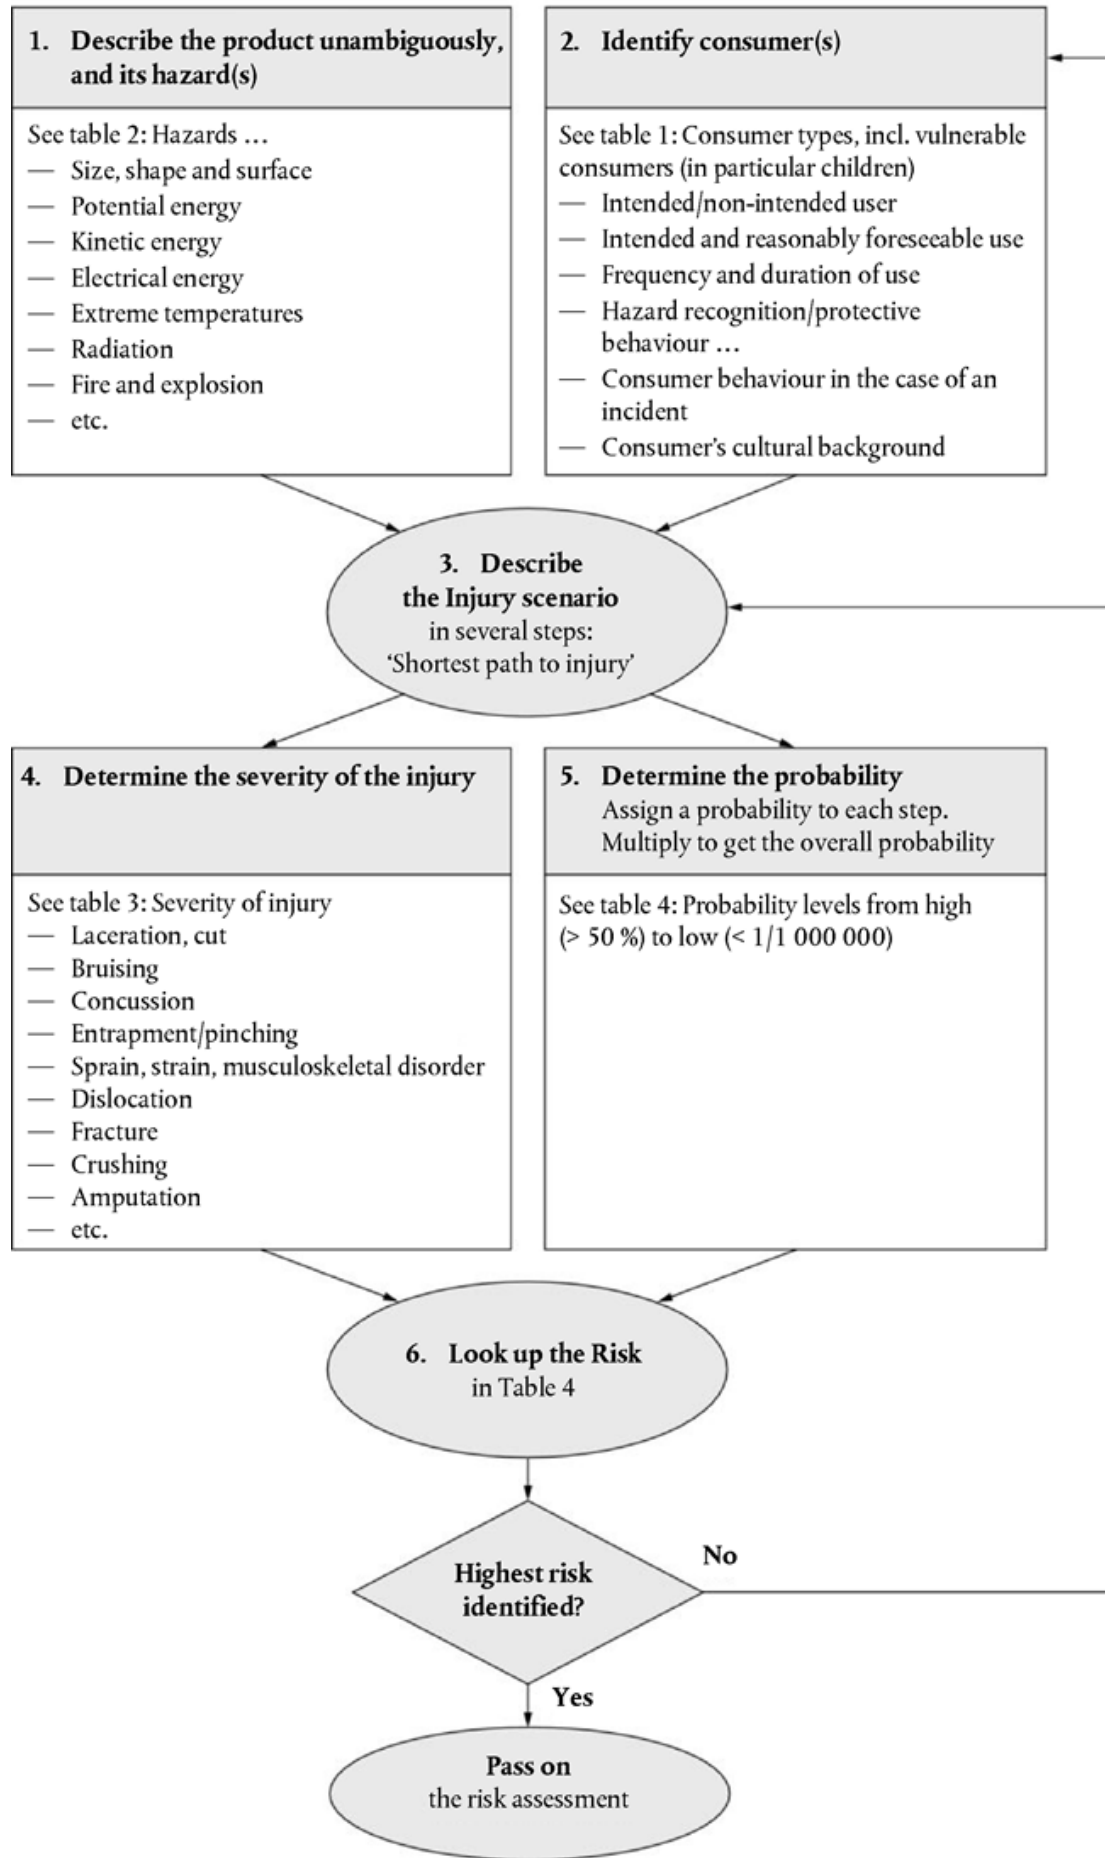 1. Describe the product unambiguously,
and its hazard(s)
See table 2: Hazards …
— Size, shape and surface
— Potential energy
— Kinetic energy
— Electrical energy
— Extreme temperatures
— Radiation
— Fire and explosion
— etc.
2. Identify consumer(s)
See table 1: Consumer types, incl. vulnerable
consumers (in particular children)
— Intended/non-intended user
— Intended and reasonably foreseeable use
— Frequency and duration of use
— Hazard recognition/protective
behaviour …
— Consumer behaviour in the case of an
incident
— Consumer’s cultural background
3. Describe
the Injury scenario
in several steps:
‘Shortest path to injury’
4. Determine the severity of the injury
See table 3: Severity of injury
— Laceration, cut
— Bruising
— Concussion
— Entrapment/pinching
— Sprain, strain, musculoskeletal disorder
— Dislocation
— Fracture
— Crushing
— Amputation
— etc.
5. Determine the probability
Assign a probability to each step.
Multiply to get the overall probability
See table 4: Probability levels from high
(> 50 %) to low (< 1/1 000 000)
6. Look up the Risk
in Table 4
Highest risk
identified?
No
Yes
Pass on
the risk assessment